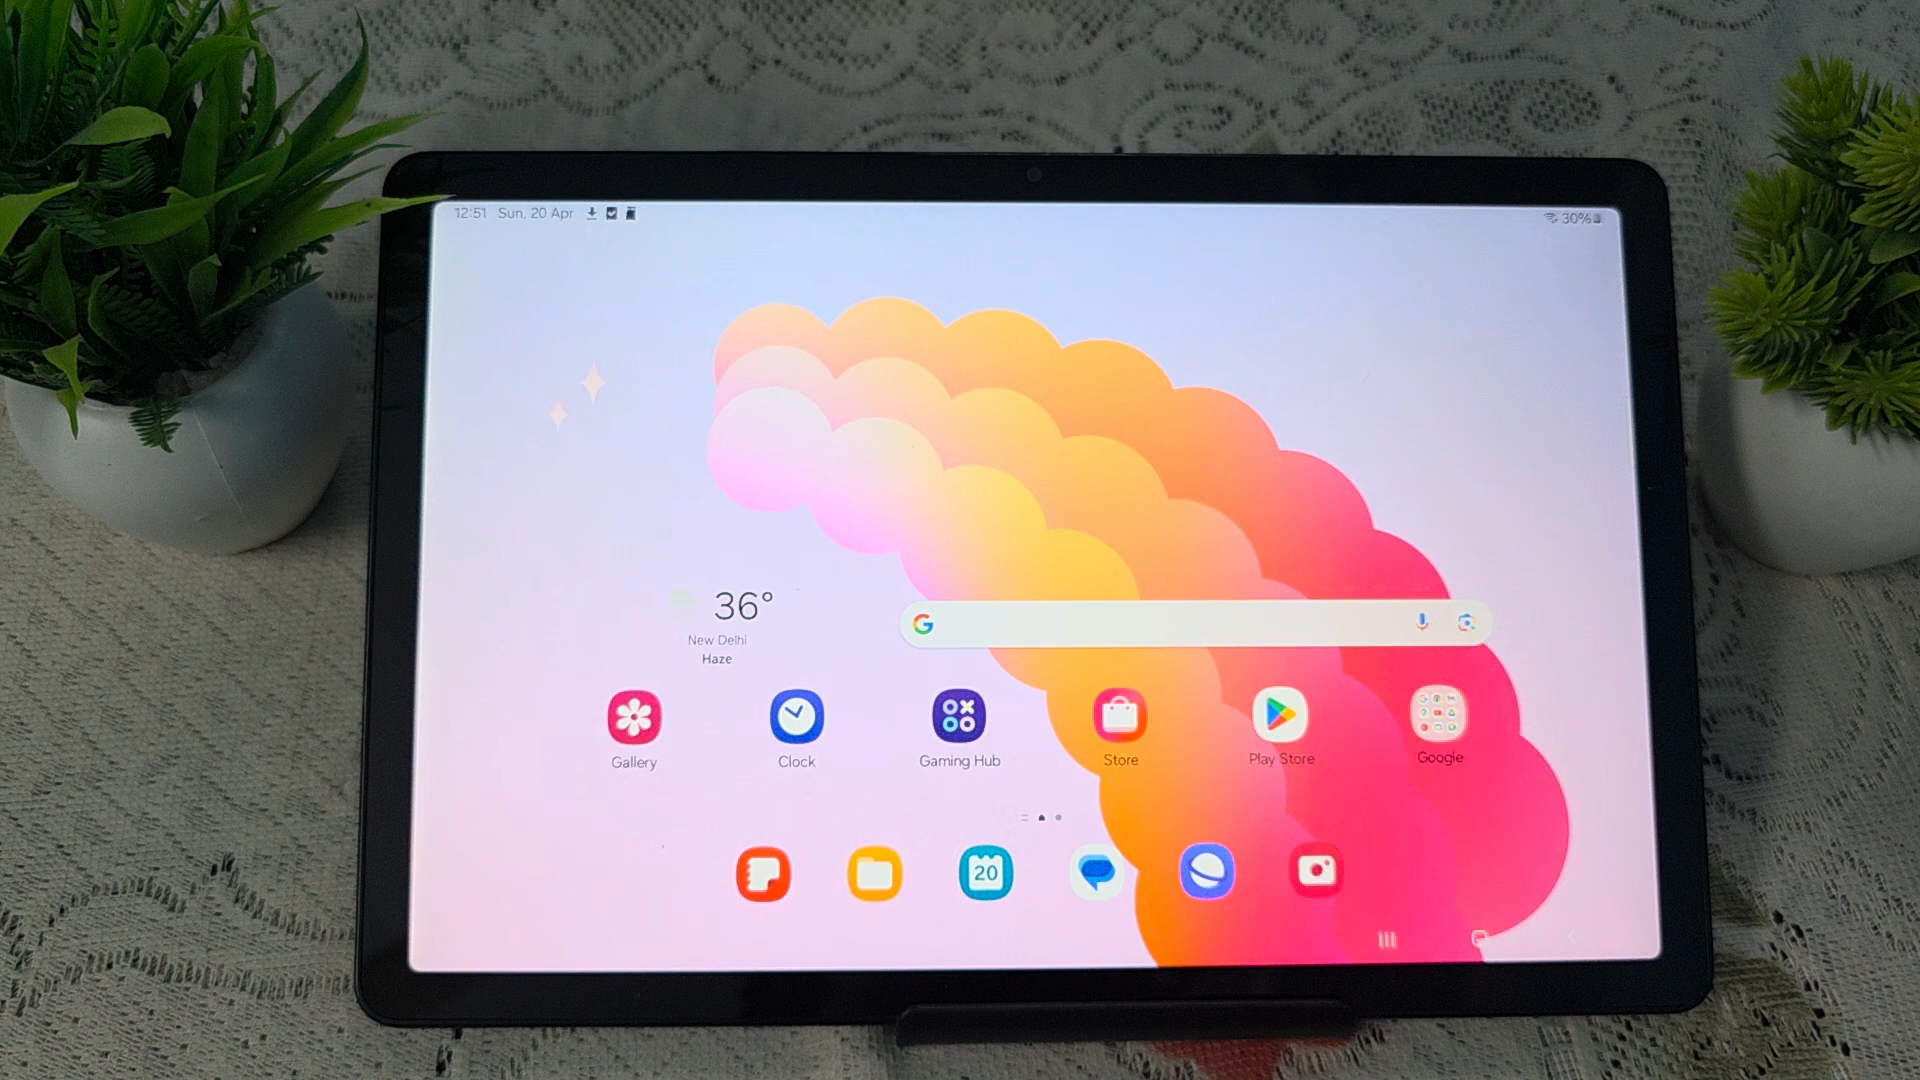 12:51 Sun, 20 Apr
30%
36°
New Delhi
Haze
G
Gallery
Clock
Gaming Hub
Store
Play Store
Google
20